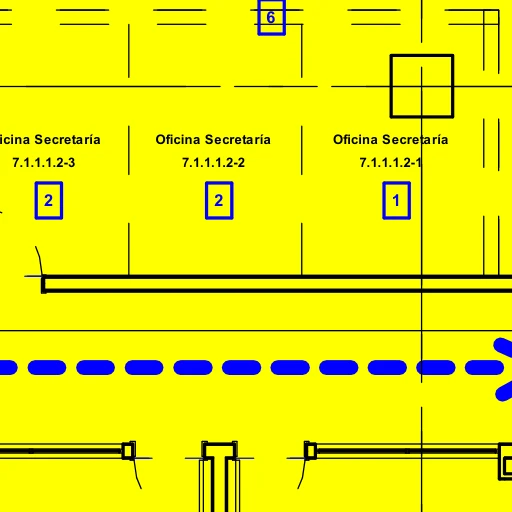 6
icina Secretaría
7.1.1.1.2-3
2
Oficina Secretaría
7.1.1.1.2-2
2
Oficina Secretaría
7.1.1.1.2-1
1